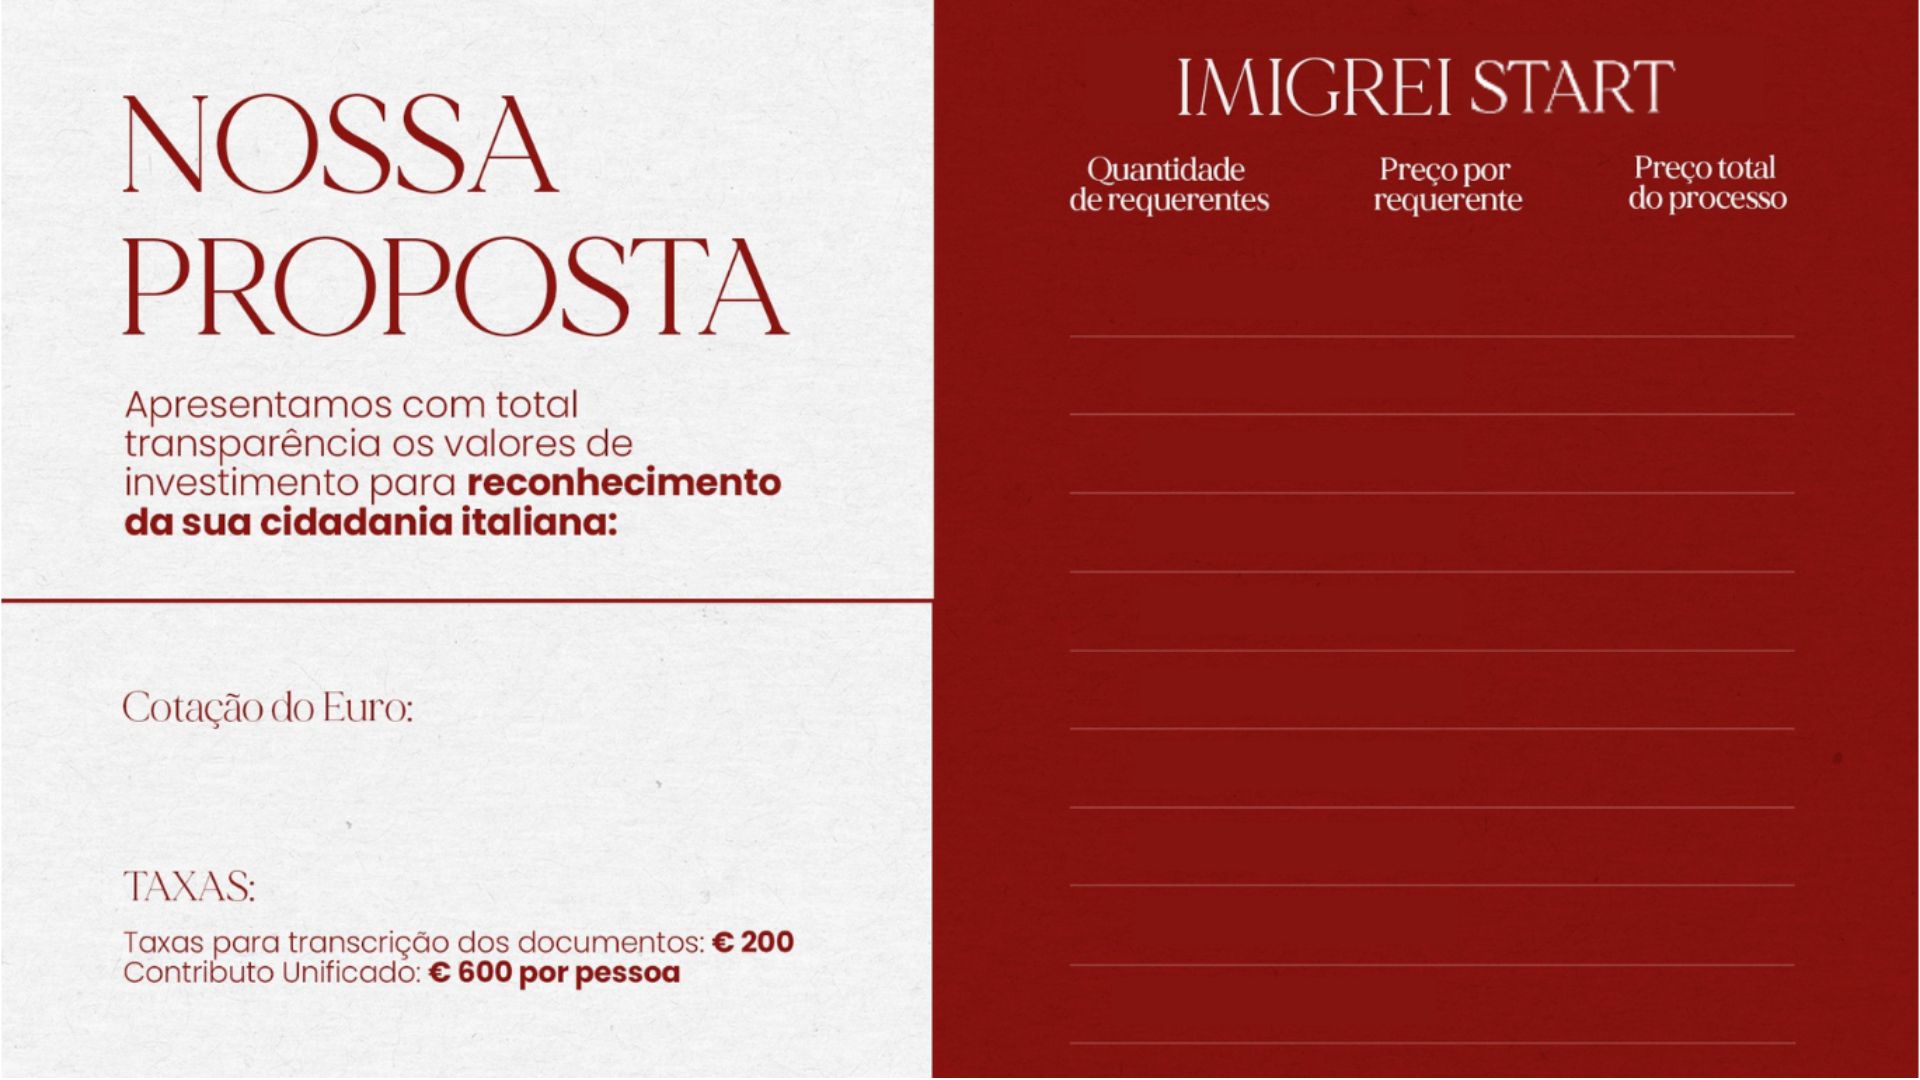 NOSSA
PROPOSTA
Apresentamos com total
transparência os valores de
investimento para reconhecimento
da sua cidadania italiana:
Cotação do Euro:
TAXAS:
Taxas para transcrição dos documentos: € 200
Contributo Unificado: € 600 por pessoa
IMIGREI START
Quantidade
de requerentes
Preço por
requerente
Preço total
do processo